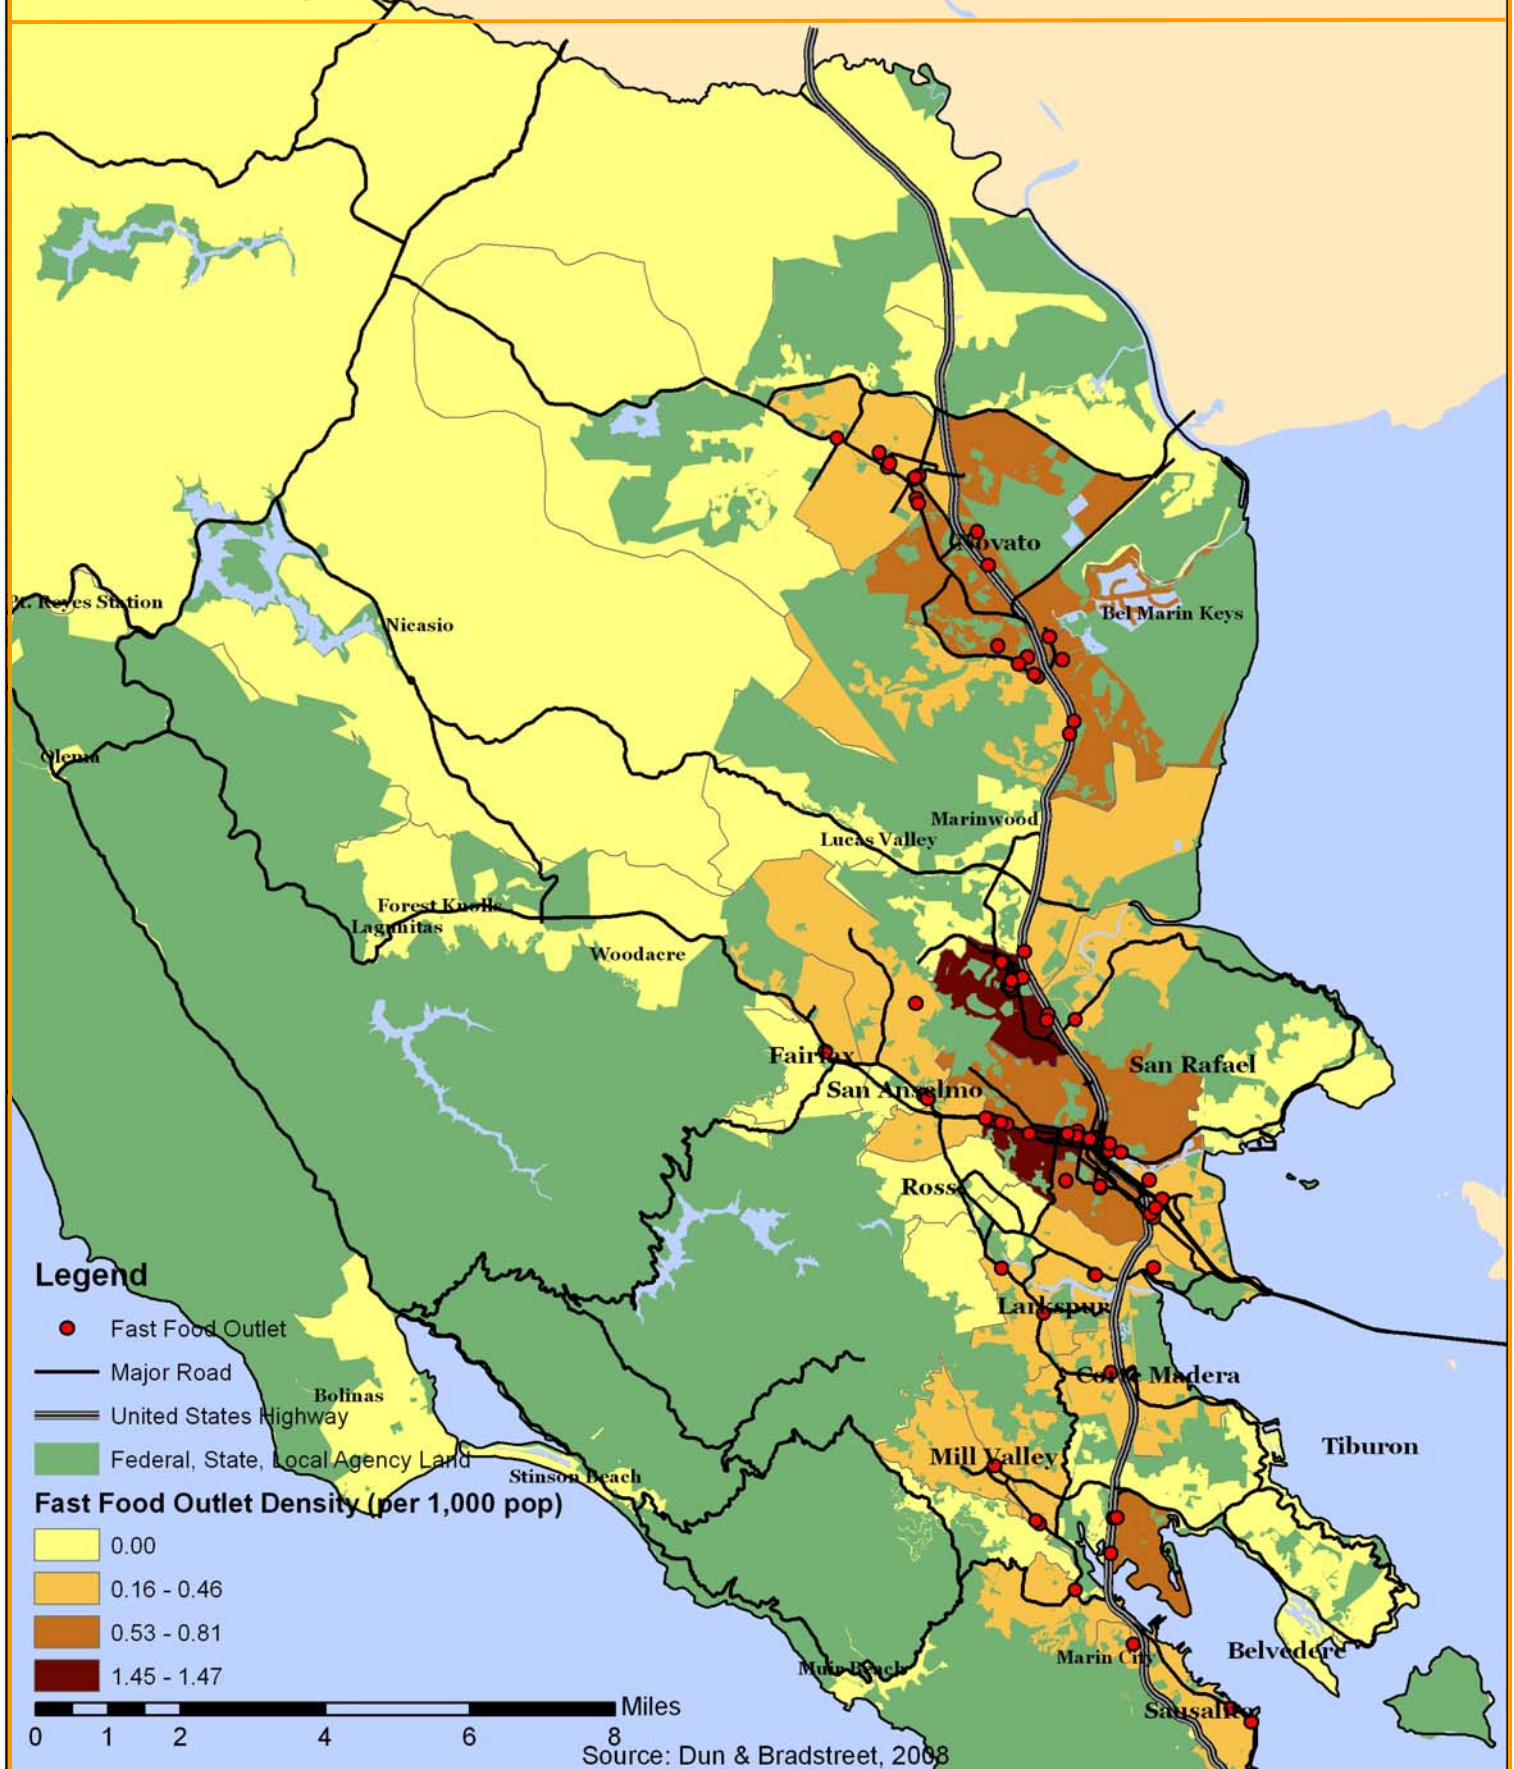 Novato
Pt. Reyes Station
Bel Marin Keys
Nicasio
Olema
Marinwood
Lucas Valley
Forest Knolls
Lagunitas
Woodacre
Fairfax
San Rafael
San Anselmo
Ross
Larkspur
Corte Madera
Bolinas
Tiburon
Mill Valley
Stinson Beach
Belvedere
Marin City
Muir Beach
Sausalito
Legend
Fast Food Outlet
Major Road
United States Highway
Federal, State, Local Agency Land
Fast Food Outlet Density (per 1,000 pop)
0.00
0.16 - 0.46
0.53 - 0.81
1.45 - 1.47
Miles
0 1 2 4 6 8
Source: Dun & Bradstreet, 2008